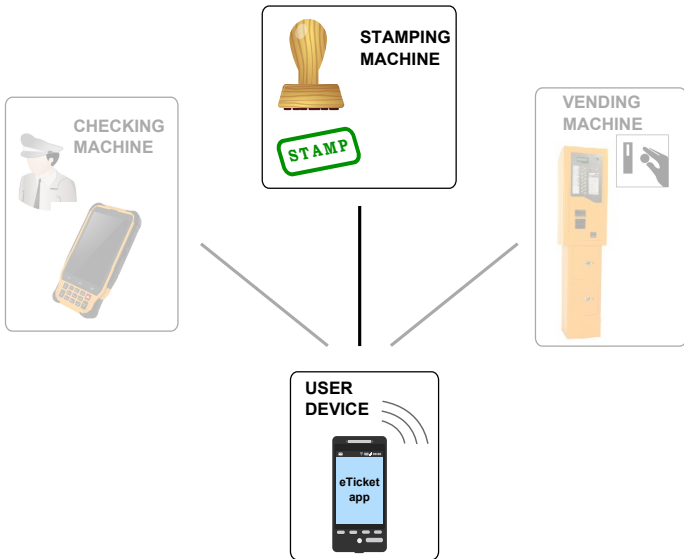 STAMPING
MACHINE
STAMP
CHECKING
MACHINE
VENDING
MACHINE
USER
DEVICE
eTicket
app